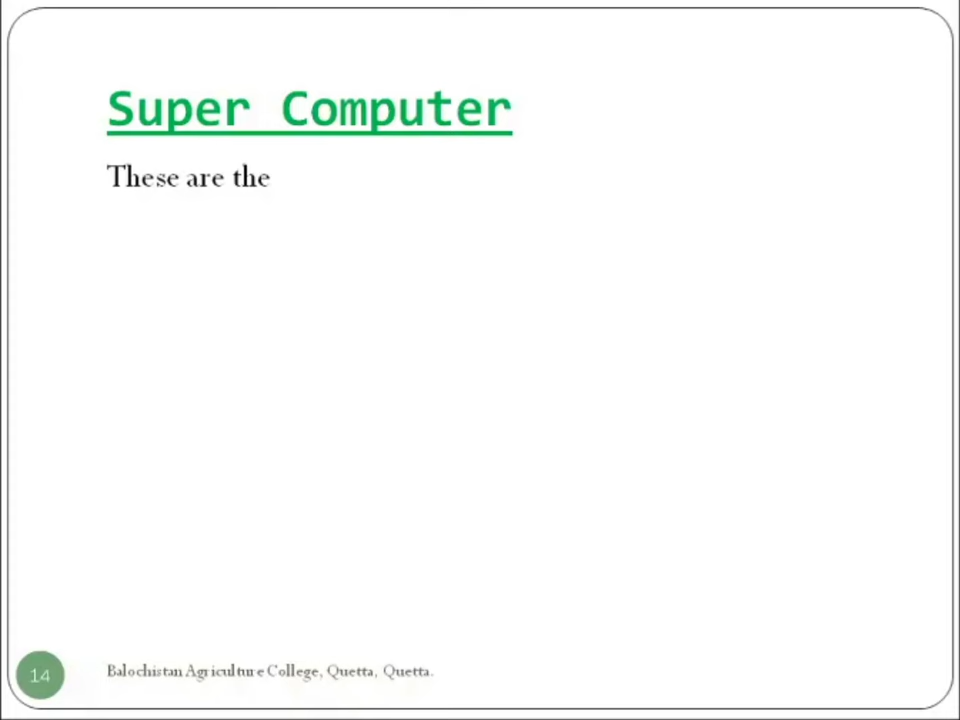 Super Computer
These are the
14
Balochistan Agriculture College, Quetta, Quetta.